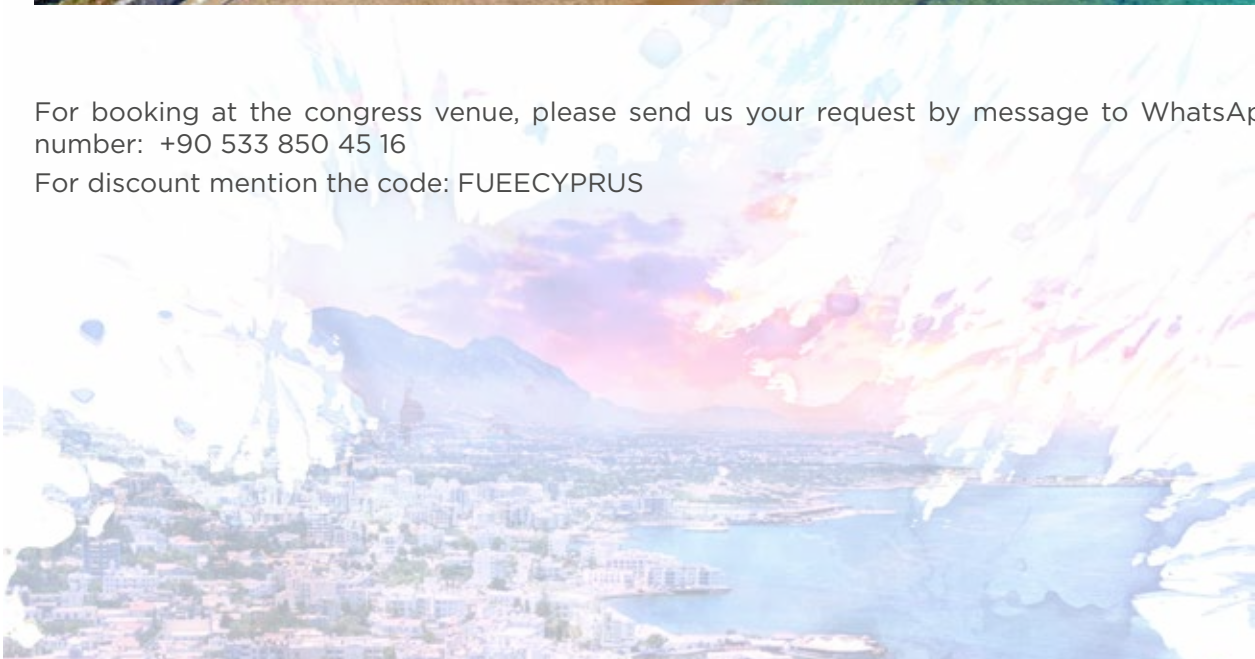 For booking at the congress venue, please send us your request by message to WhatsAp
number: +90 533 850 45 16
For discount mention the code: FUEECYPRUS